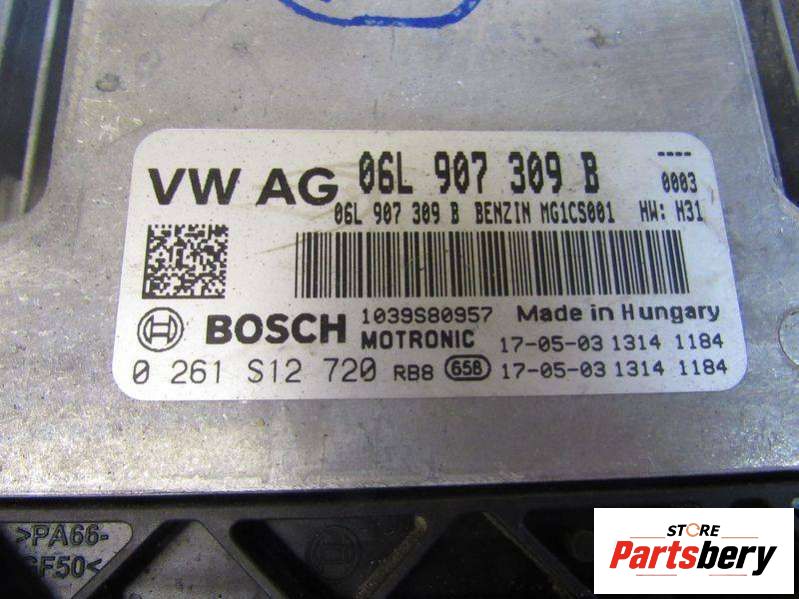 VW AG 06L 907 309 B ----
0003
06L 907 309 B BENZIN MG1CS001 HW: H31
BOSCH 1039S80957 Made in Hungary
MOTRONIC 17-05-03 1314 1184
0 261 S12 720 RB8 658 17-05-03 1314 1184
>PA66-
GF50<
STORE
Partsbery